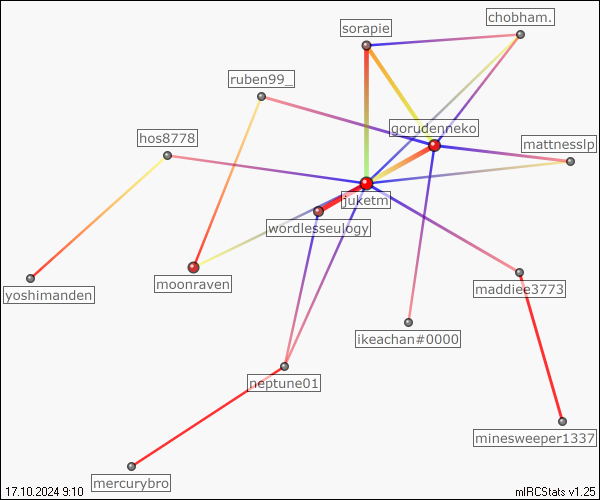 chobham.
sorapie
ruben99_
gorudenneko
hos8778
mattnesslp
juketm
wordlesseulogy
moonraven
yoshimanden
maddiee3773
ikeachan#0000
neptune01
minesweeper1337
mercurybro
17.10.2024 9:10
mIRCStats v1.25